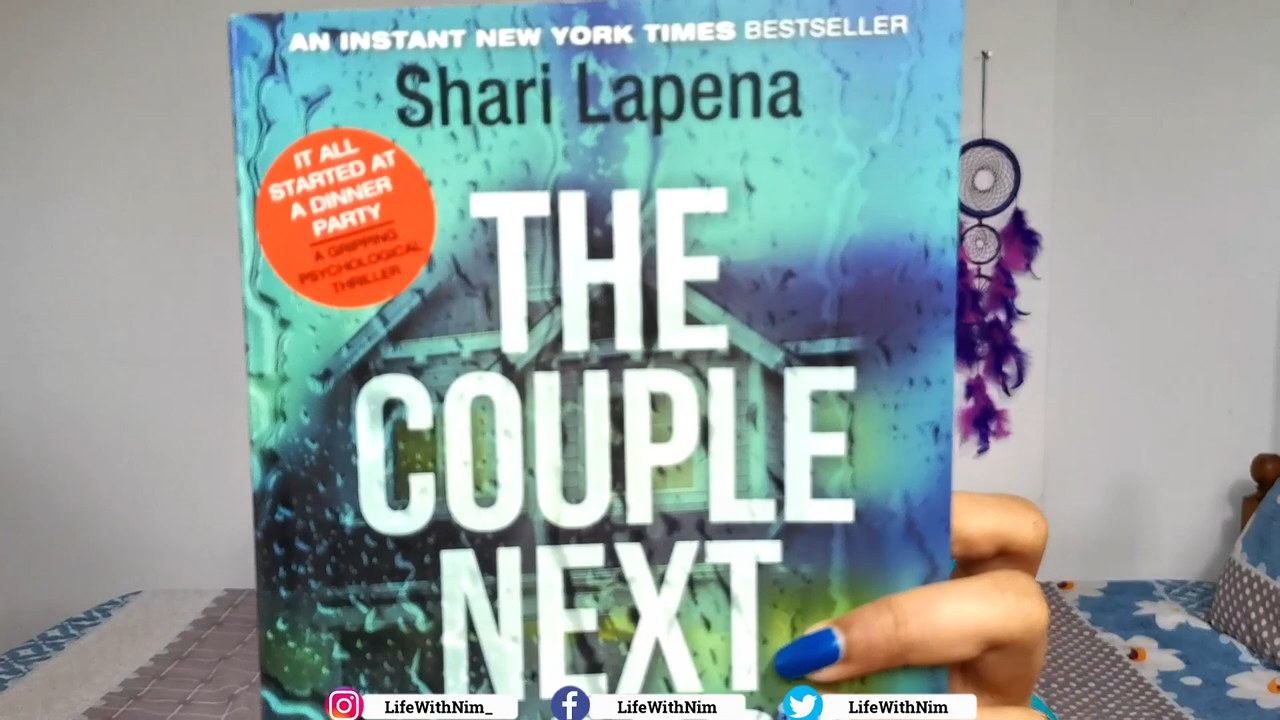 AN INSTANT NEW YORK TIMES BESTSELLER
Shari Lapena
IT ALL
STARTED AT
A DINNER
PARTY
A GRIPPING
PSYCHOLOGICAL
THRILLER
THE
COUPLE
NEXT
LifeWithNim_
LifeWithNim
LifeWithNim